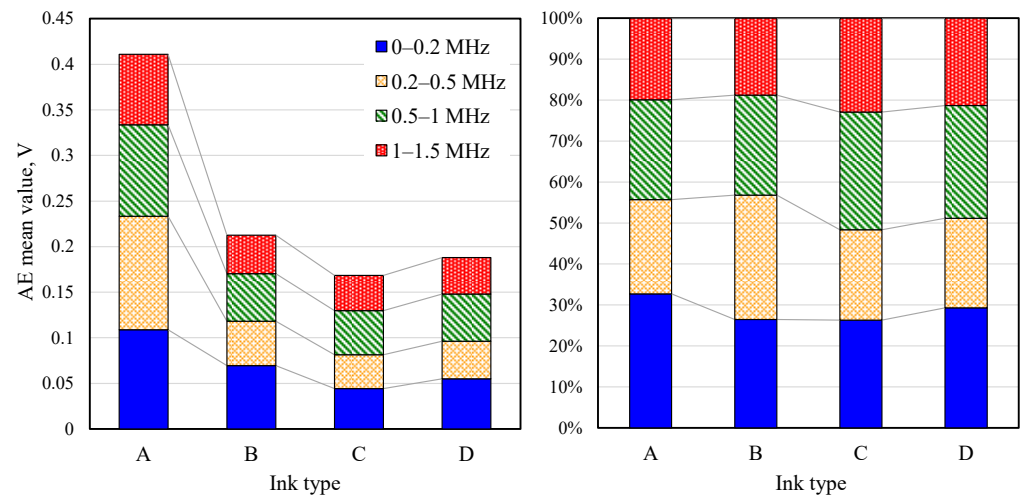 0.45
0.4
0.35
0.3
0.25
0.2
0.15
0.1
0.05
0
AE mean value, V
0–0.2 MHz
0.2–0.5 MHz
0.5–1 MHz
1–1.5 MHz
A B C D
Ink type
100%
90%
80%
70%
60%
50%
40%
30%
20%
10%
0%
A B C D
Ink type